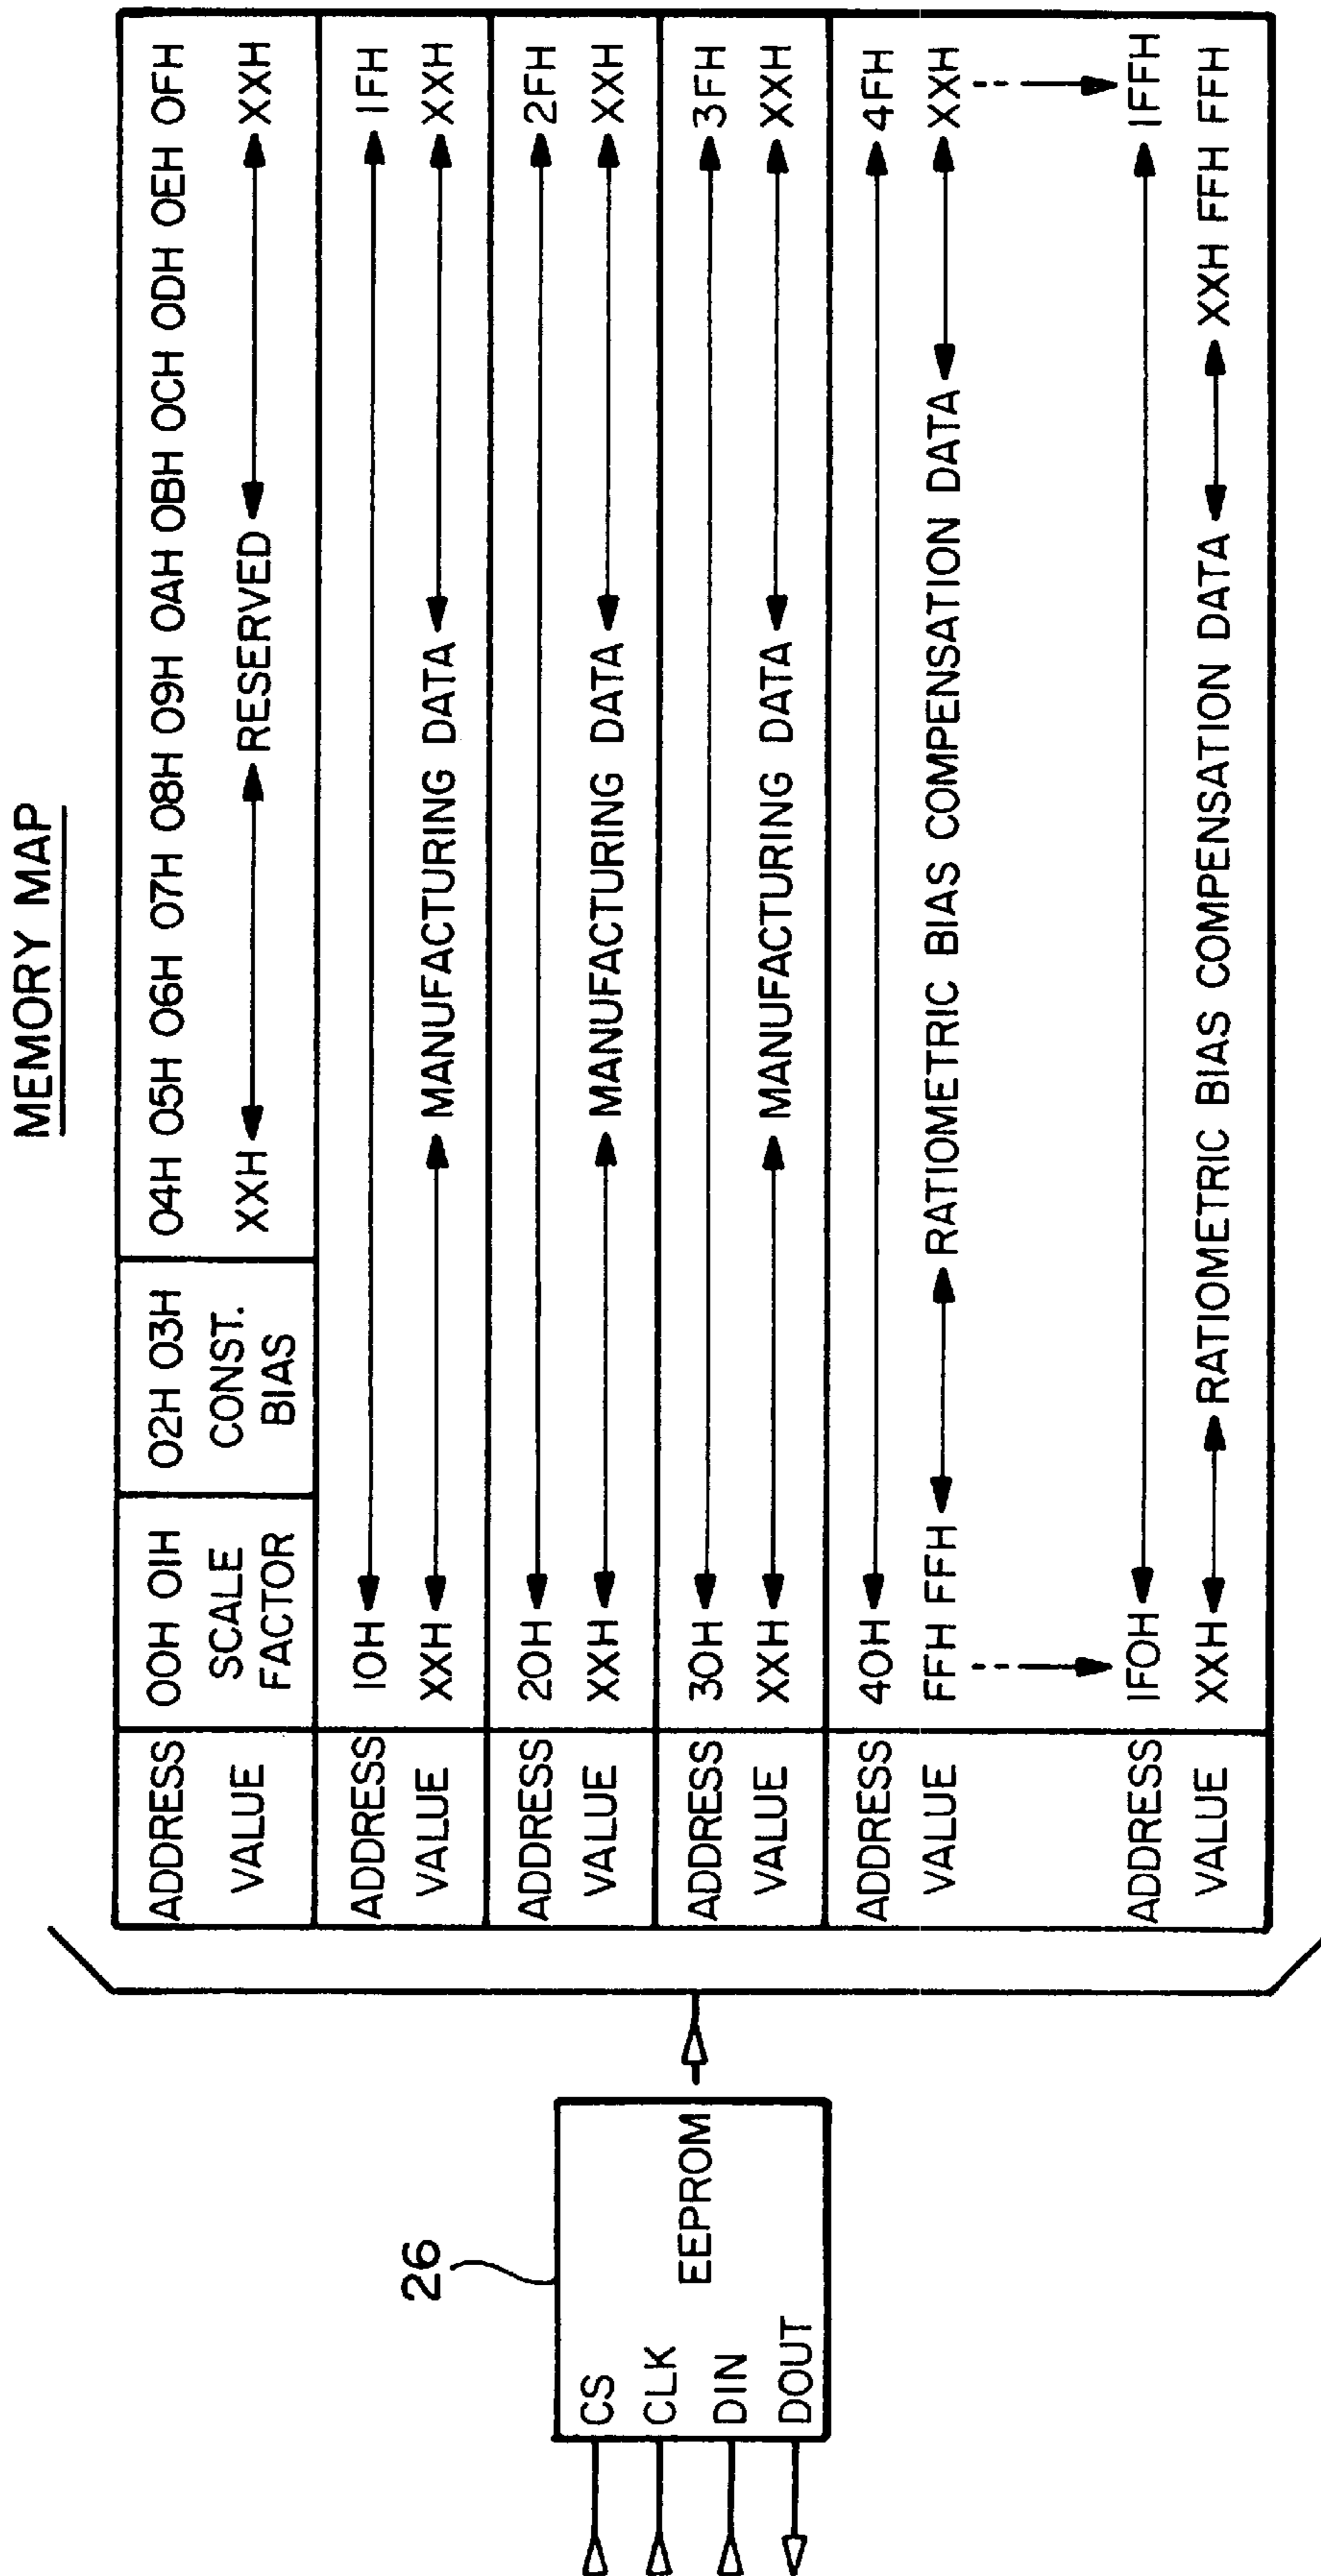 MEMORY MAP
ADDRESS 00H 01H 02H 03H 04H 05H 06H 07H 08H 09H 0AH 0BH 0CH 0DH 0EH 0FH
VALUE SCALE FACTOR CONST. BIAS XXH RESERVED XXH
ADDRESS 10H 1FH
VALUE XXH MANUFACTURING DATA XXH
ADDRESS 20H 2FH
VALUE XXH MANUFACTURING DATA XXH
ADDRESS 30H 3FH
VALUE XXH MANUFACTURING DATA XXH
ADDRESS 40H 4FH
VALUE FFH FFH RATIOMETRIC BIAS COMPENSATION DATA XXH
ADDRESS 1F0H 1FFH
VALUE XXH RATIOMETRIC BIAS COMPENSATION DATA XXH FFH FFH
26
CS
CLK
DIN
DOUT
EEPROM